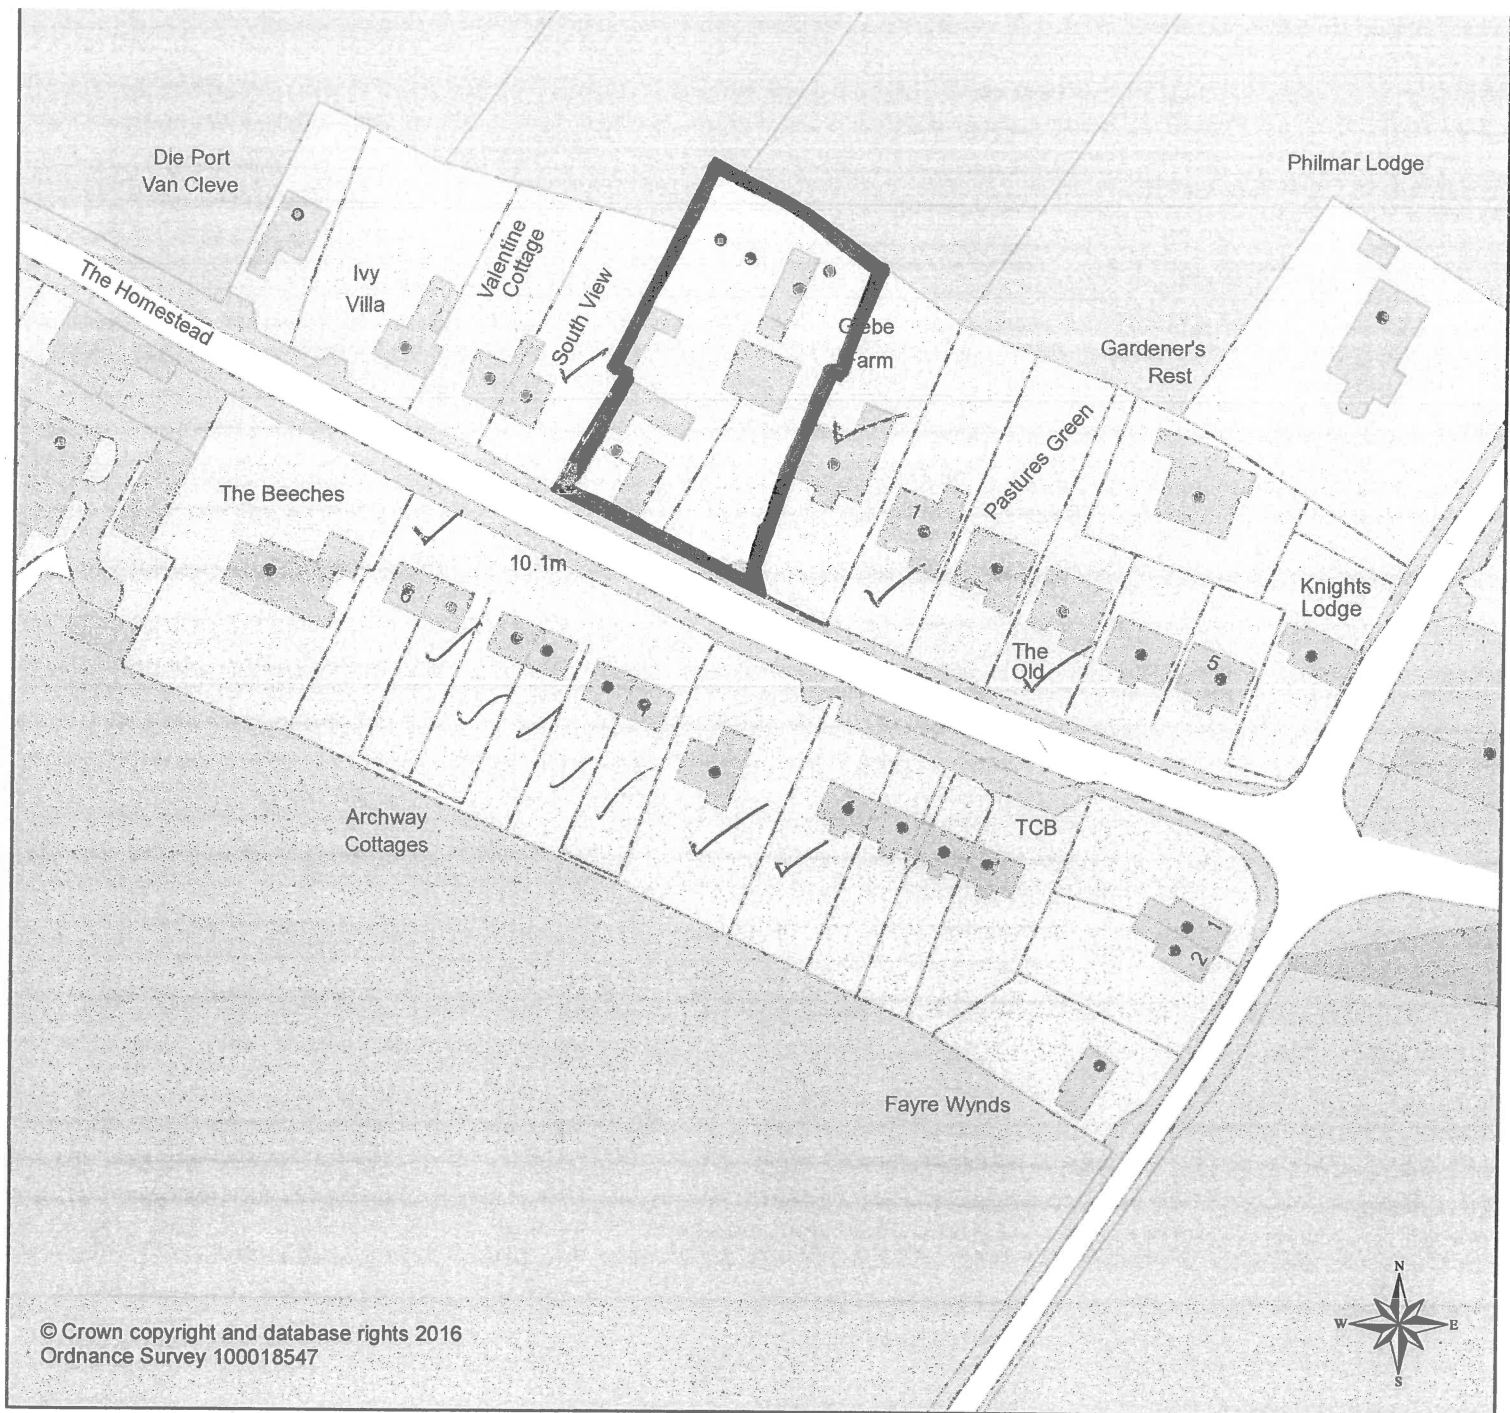 Die Port
Van Cleve
Philmar Lodge
The Homestead
Ivy
Villa
Valentine
Cottage
South View
Glebe
Farm
Gardener's
Rest
Pastures Green
1
The Beeches
10.1m
6
Knights
Lodge
The
Old
5
1
Archway
Cottages
TCB
1
2
Fayre Wynds
© Crown copyright and database rights 2016
Ordnance Survey 100018547
N
W
E
S